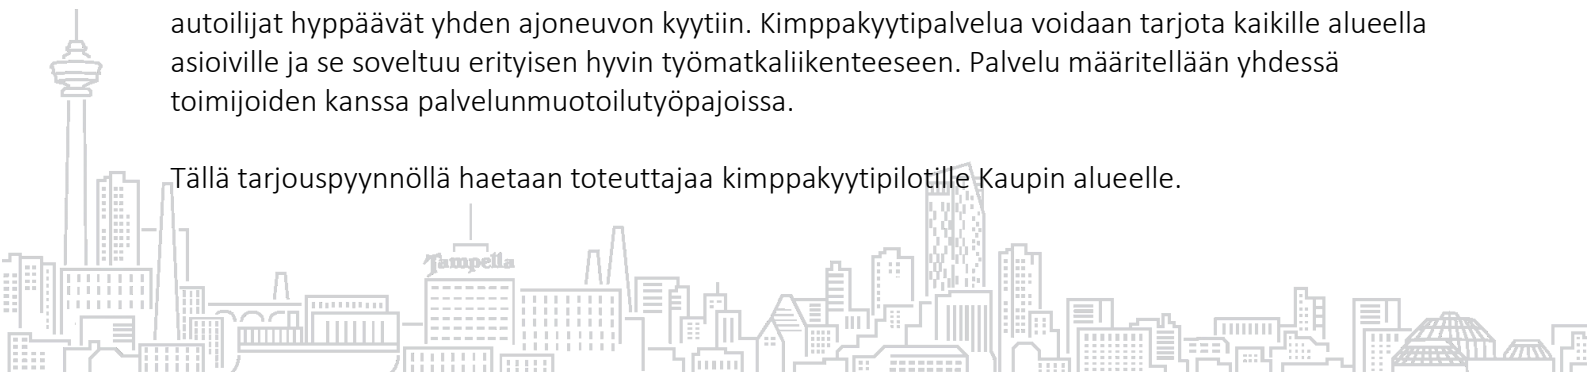 autoilijat hyppäävät yhden ajoneuvon kyytiin. Kimppakyytipalvelua voidaan tarjota kaikille alueella
asioiville ja se soveltuu erityisen hyvin työmatkaliikenteeseen. Palvelu määritellään yhdessä
toimijoiden kanssa palvelunmuotoilutyöpajoissa.
Tällä tarjouspyynnöllä haetaan toteuttajaa kimppakyytipilotille Kaupin alueelle.
Tampella